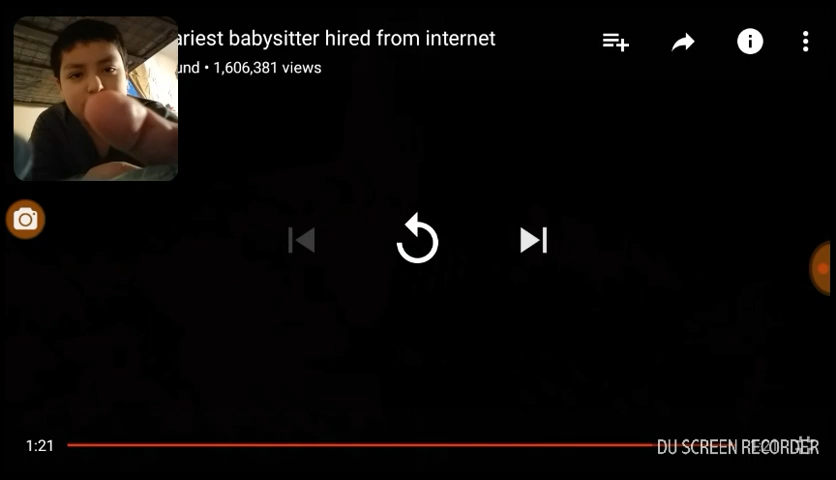 ariest babysitter hired from internet
und • 1,606,381 views
1:21
DU SCREEN RECORDER